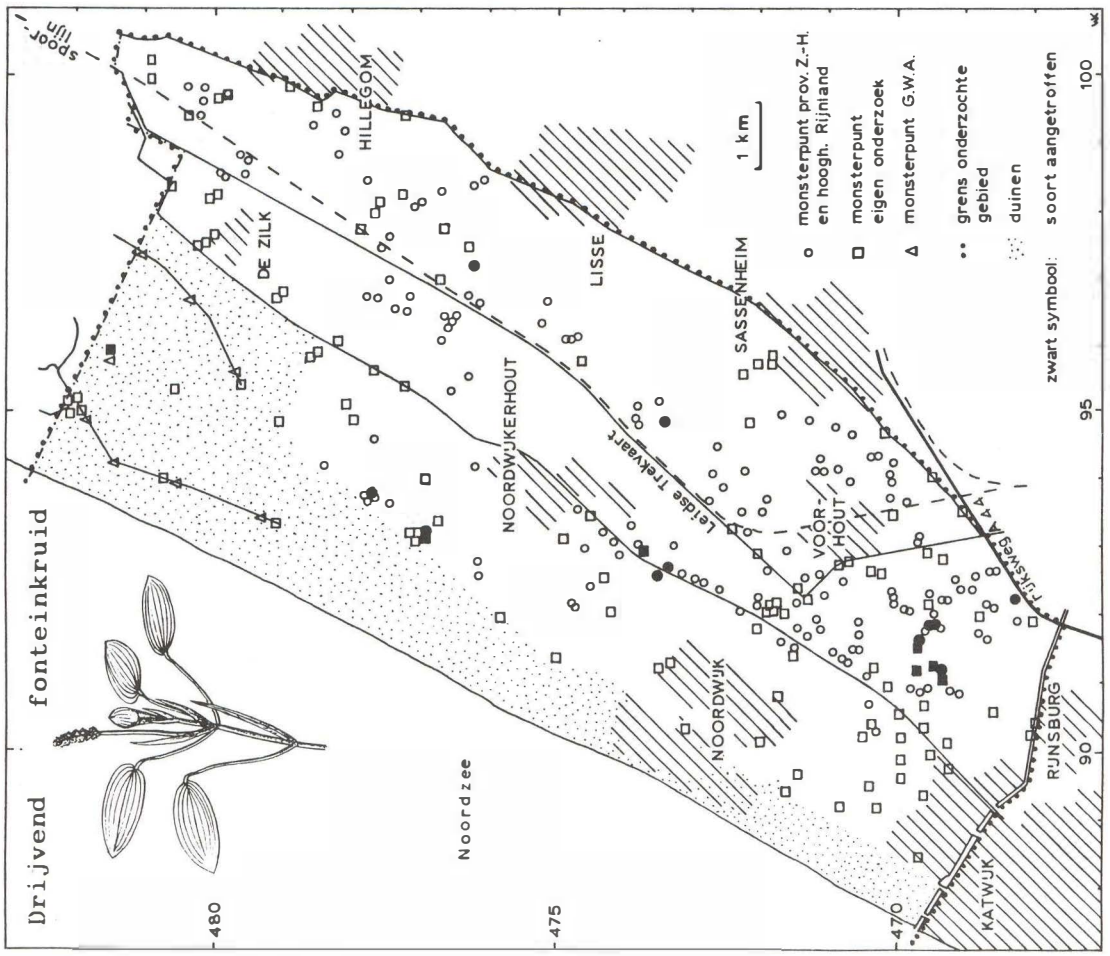 Drijvend fonteinkruid
spoor
lijn
HILLEGOM
DE ZILK
LISSE
NOORDWIJKERHOUT
SASSENHEIM
Leidse Trekvaart
VOOR-
HOUT
Rijksweg A 44
Noordzee
NOORDWIJK
RIJNSBURG
KATWIJK
480
475
470
90
95
100
1 km
monsterpunt prov. Z.-H.
en hoogh. Rijnland
monsterpunt
eigen onderzoek
monsterpunt G.W.A.
grens onderzochte
gebied
duinen
zwart symbool: soort aangetroffen